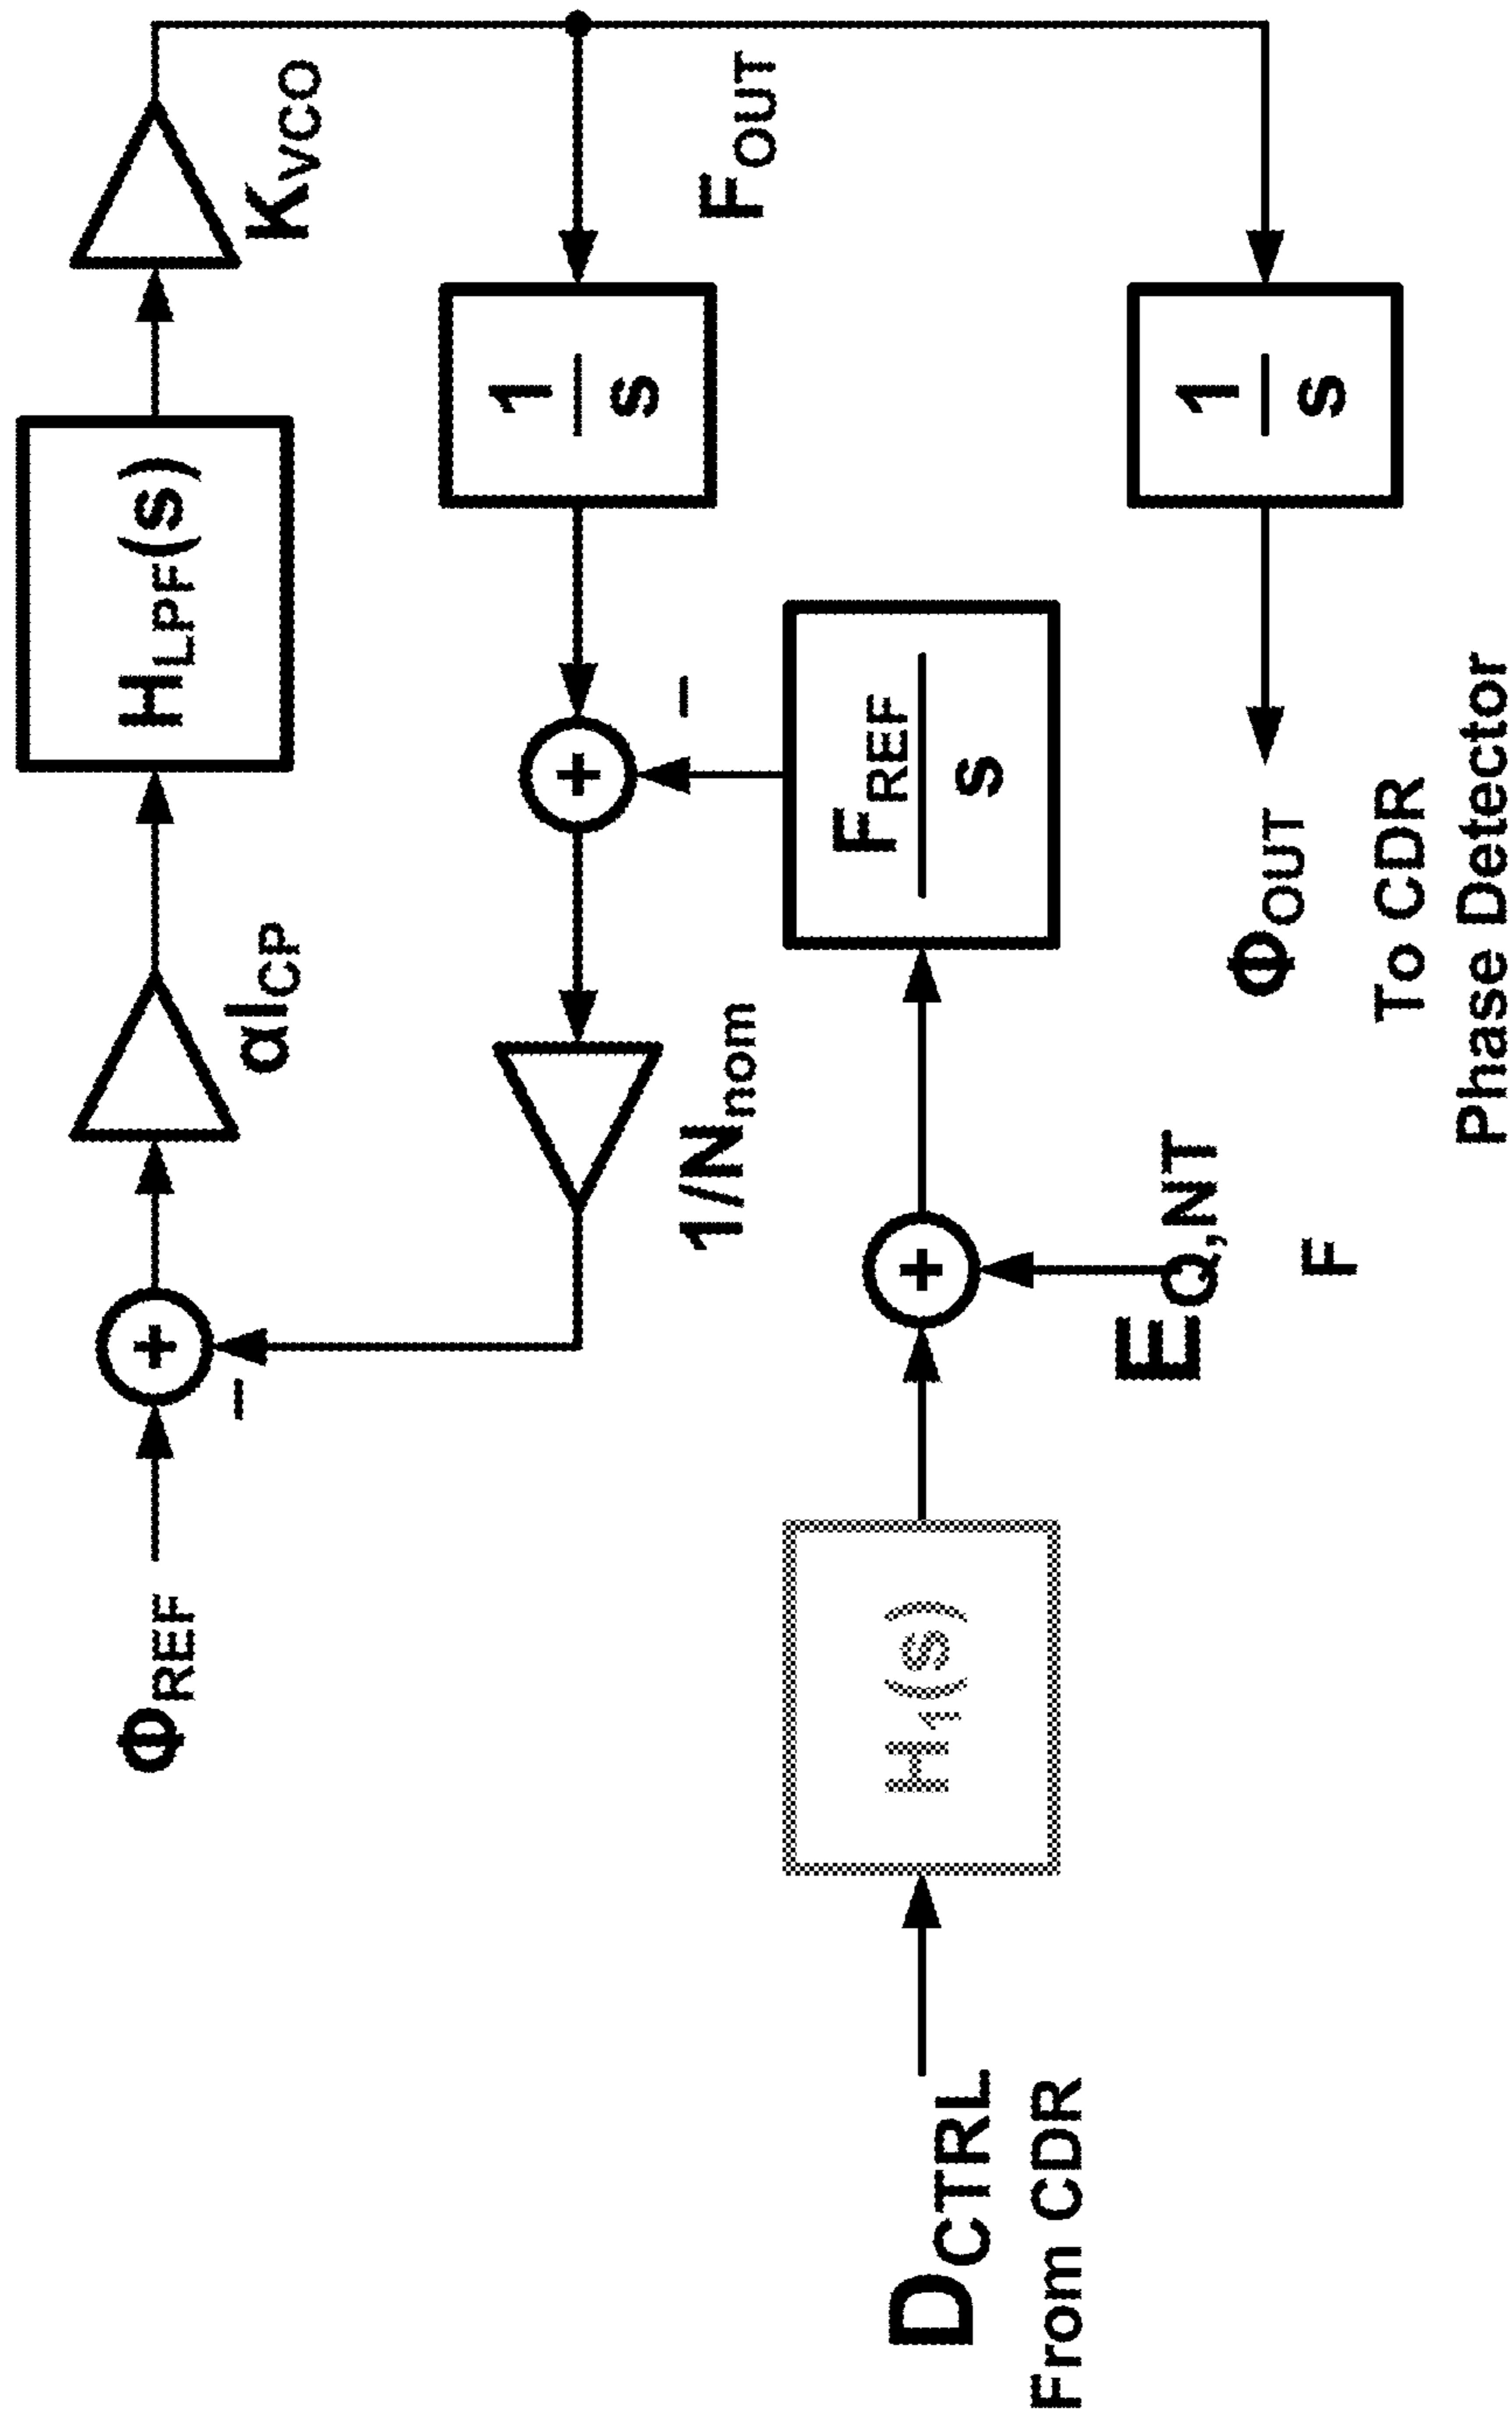 Φ_REF
+
−
αI_CP
H_LPF(s)
K_VCO
1/N_nom
+
−
1
s
F_OUT
D_CTRL
From CDR
H_1(s)
+
E_Q,NT
F
F_REF
s
1
s
Φ_OUT
To CDR
Phase Detector